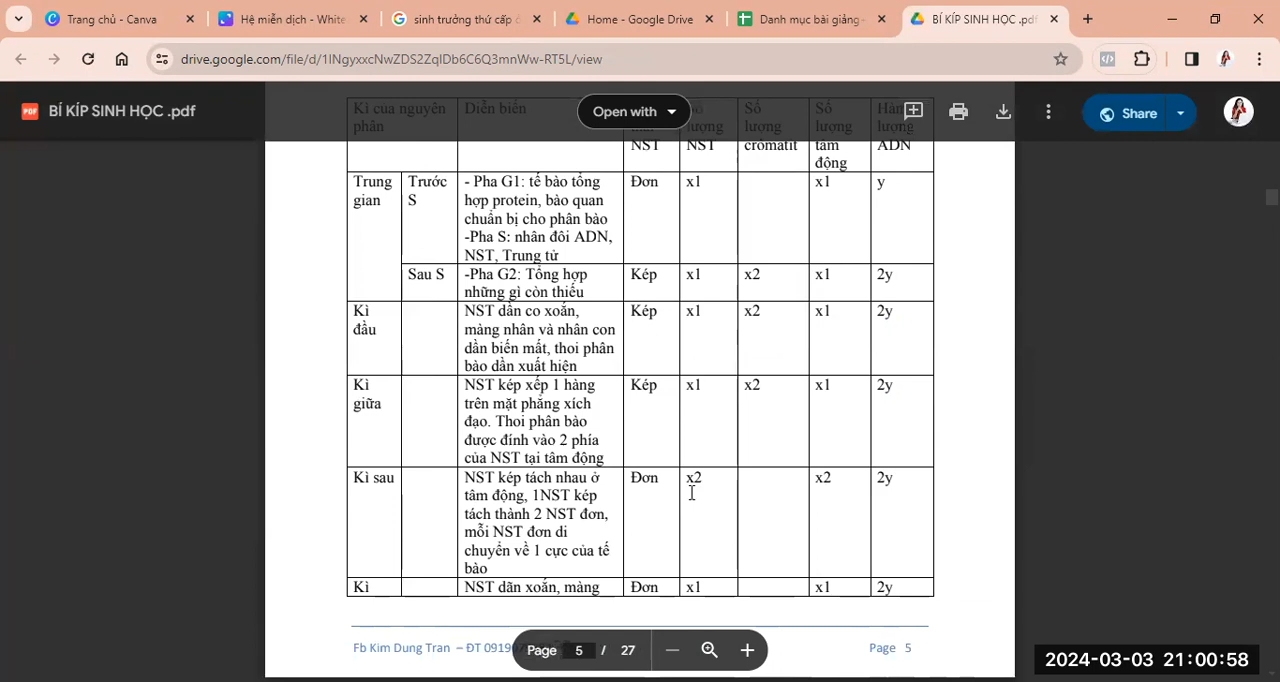 Trang chủ - Canva
Hệ miễn dịch - White
sinh trưởng thứ cấp
Home - Google Drive
Danh mục bài giảng-
BÍ KÍP SINH HỌC .pdf
drive.google.com/file/d/1INgyxxcNwZDS2ZqIDb6C6Q3mnWw-RT5L/view
PDF
BÍ KÍP SINH HỌC .pdf
Open with
Share
Kì của nguyên phân
Diễn biến
NST
lượng NST
Số lượng crômatit
Số lượng tâm động
Hàm lượng ADN
Trung gian
Trước S
- Pha G1: tế bào tổng
hợp protein, bào quan
chuẩn bị cho phân bào
-Pha S: nhân đôi ADN,
NST, Trung tử
Đơn
x1
x1
y
Sau S
-Pha G2: Tổng hợp
những gì còn thiếu
Kép
x1
x2
x1
2y
Kì đầu
NST dần co xoắn,
màng nhân và nhân con
dần biến mất, thoi phân
bào dần xuất hiện
Kép
x1
x2
x1
2y
Kì giữa
NST kép xếp 1 hàng
trên mặt phẳng xích
đạo. Thoi phân bào
được đính vào 2 phía
của NST tại tâm động
Kép
x1
x2
x1
2y
Kì sau
NST kép tách nhau ở
tâm động, 1NST kép
tách thành 2 NST đơn,
mỗi NST đơn di
chuyển về 1 cực của tế
bào
Đơn
x2
x2
2y
Kì
NST dãn xoắn, màng
Đơn
x1
x1
2y
Fb Kim Dung Tran – ĐT 0919
Page 5
Page 5 / 27
2024-03-03 21:00:58